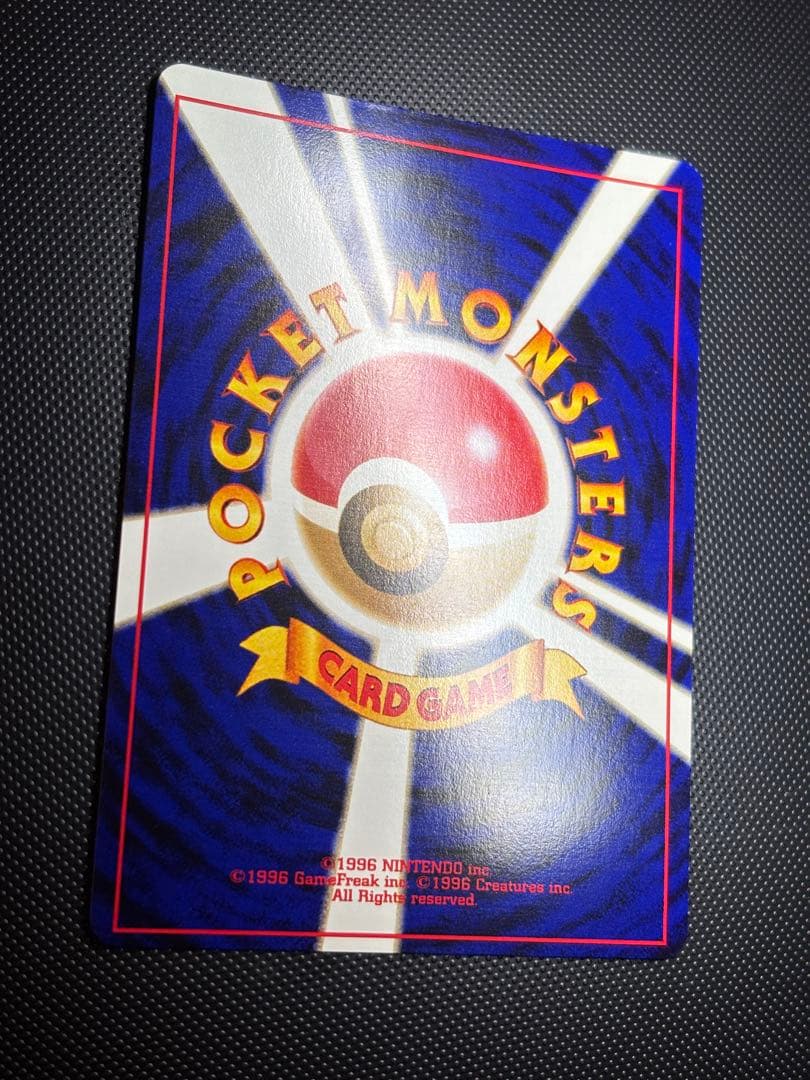 POCKET MONSTERS
CARD GAME
©1996 NINTENDO inc.
©1996 GameFreak inc. ©1996 Creatures inc.
All Rights reserved.